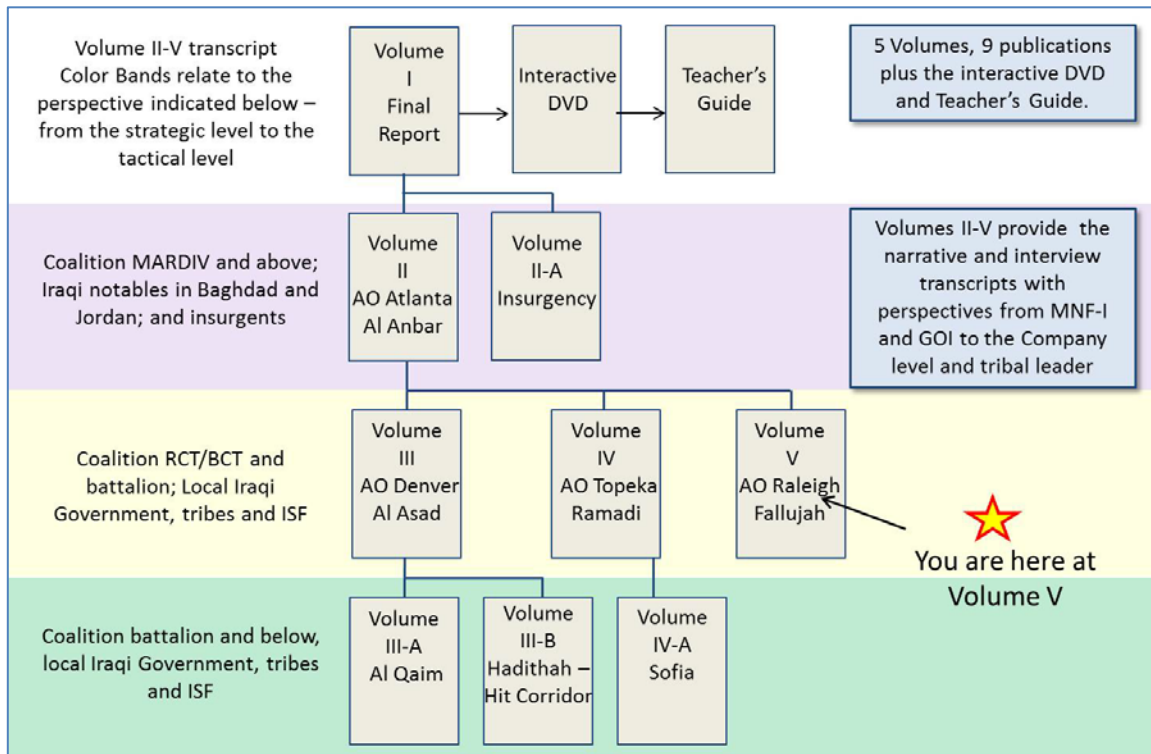 Volume II-V transcript
Color Bands relate to the
perspective indicated below –
from the strategic level to the
tactical level
Volume
I
Final
Report
Interactive
DVD
Teacher's
Guide
5 Volumes, 9 publications
plus the interactive DVD
and Teacher's Guide.
Coalition MARDIV and above;
Iraqi notables in Baghdad and
Jordan; and insurgents
Volume
II
AO Atlanta
Al Anbar
Volume
II-A
Insurgency
Volumes II-V provide the
narrative and interview
transcripts with
perspectives from MNF-I
and GOI to the Company
level and tribal leader
Coalition RCT/BCT and
battalion; Local Iraqi
Government, tribes and ISF
Volume
III
AO Denver
Al Asad
Volume
IV
AO Topeka
Ramadi
Volume
V
AO Raleigh
Fallujah
You are here at
Volume V
Coalition battalion and below,
local Iraqi Government, tribes
and ISF
Volume
III-A
Al Qaim
Volume
III-B
Hadithah –
Hit Corridor
Volume
IV-A
Sofia